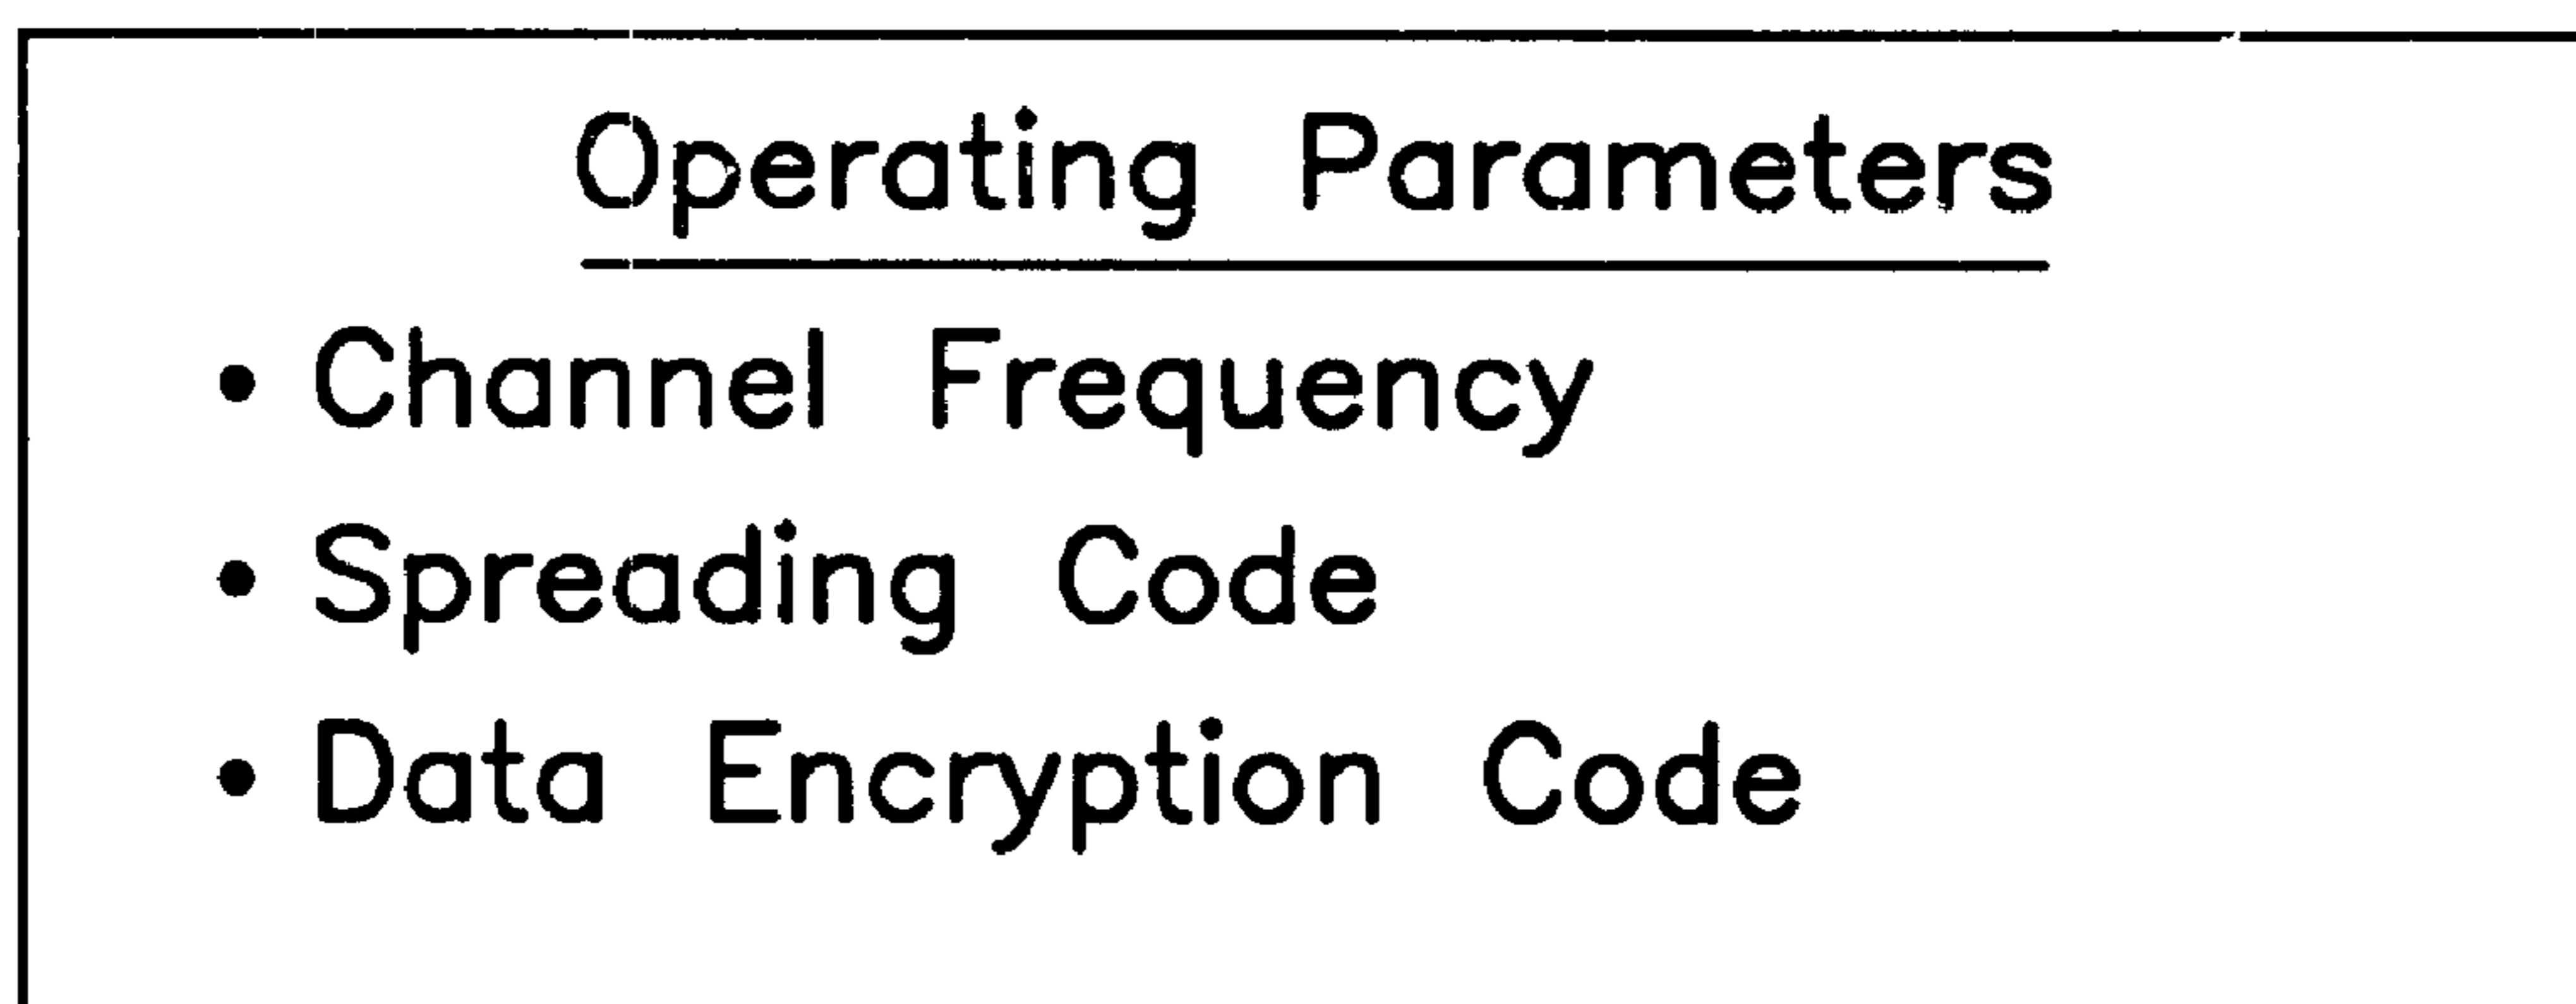 Operating Parameters
• Channel Frequency
• Spreading Code
• Data Encryption Code